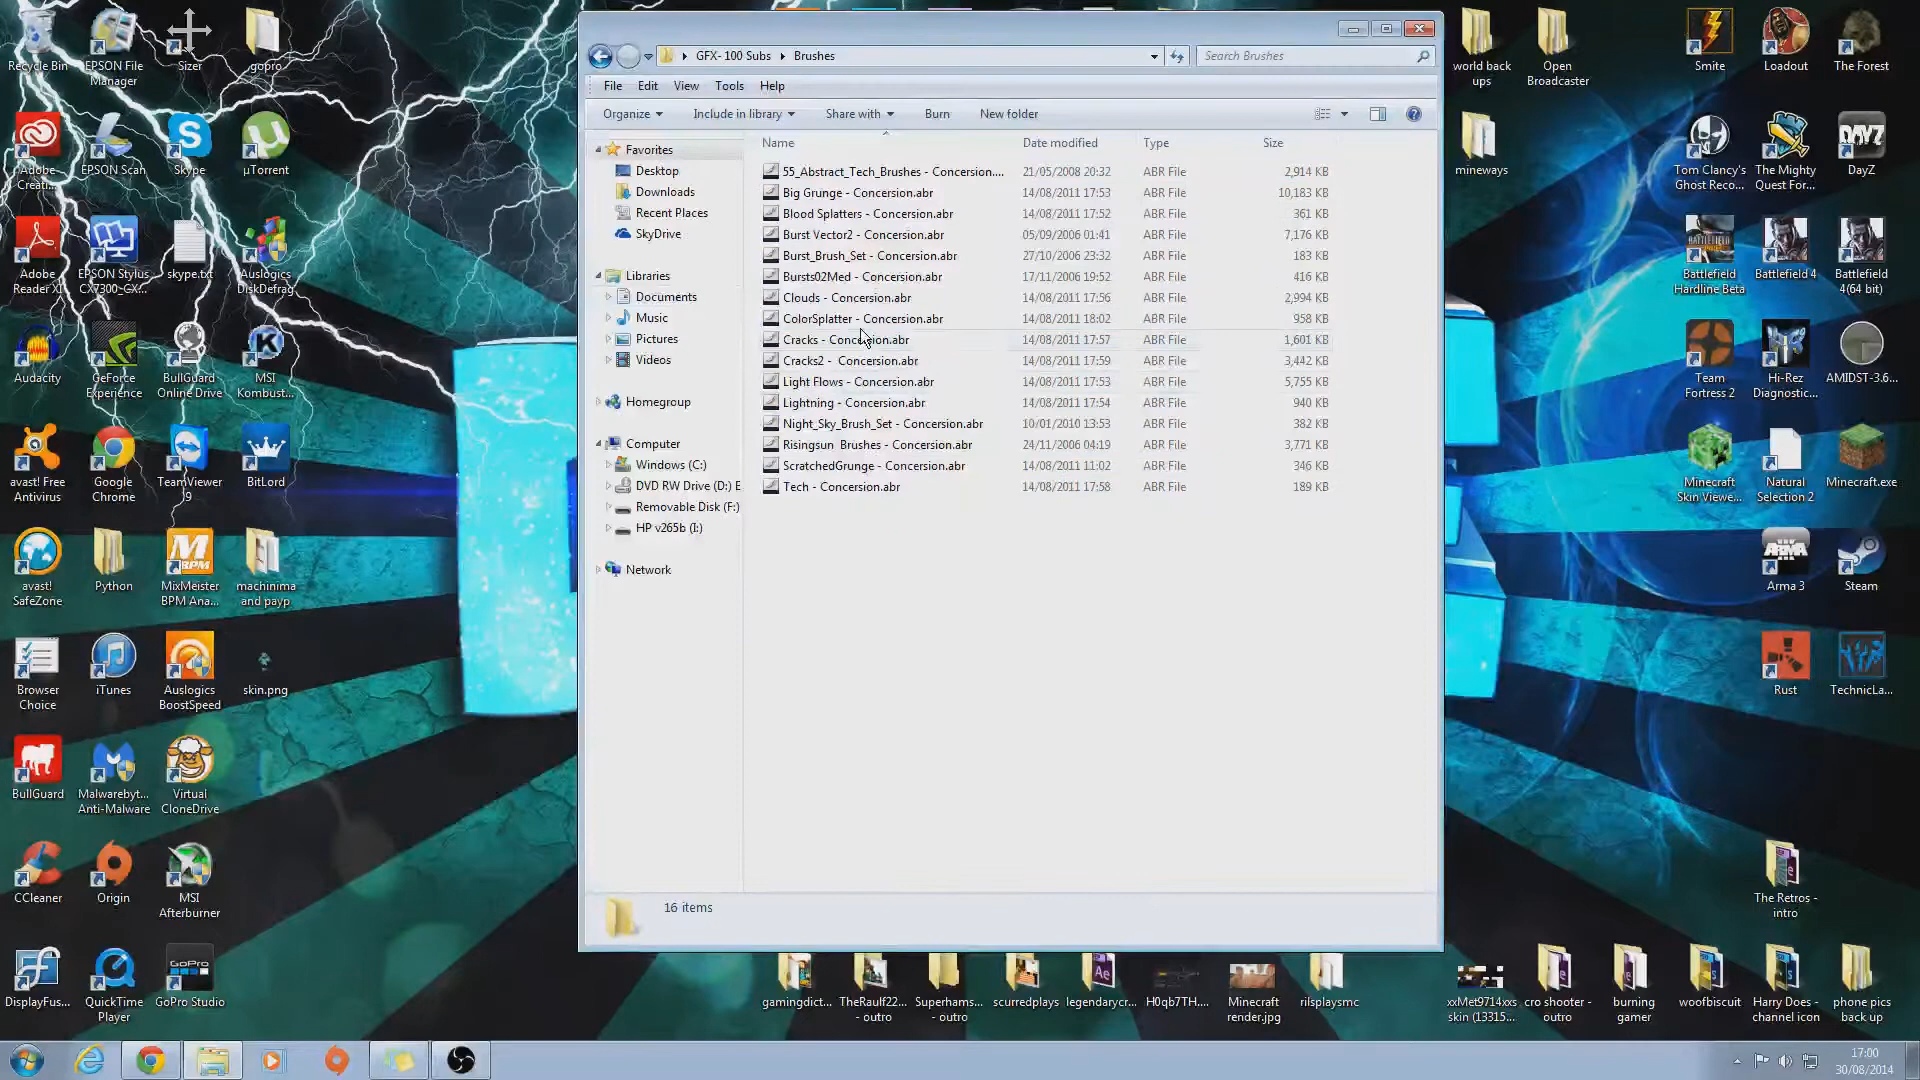 GFX- 100 Subs
Brushes
Search Brushes
File
Edit
View
Tools
Help
Organize
Include in library
Share with
Burn
New folder
Favorites
Desktop
Downloads
Recent Places
SkyDrive
Libraries
Documents
Music
Pictures
Videos
Homegroup
Computer
Windows (C:)
DVD RW Drive (D:) E
Removable Disk (F:)
HP v265b (I:)
Network
Name Date modified Type Size
55_Abstract_Tech_Brushes - Concersion.... 21/05/2008 20:32 ABR File 2,914 KB
Big Grunge - Concersion.abr 14/08/2011 17:53 ABR File 10,183 KB
Blood Splatters - Concersion.abr 14/08/2011 17:52 ABR File 361 KB
Burst Vector2 - Concersion.abr 05/09/2006 01:41 ABR File 7,176 KB
Burst_Brush_Set - Concersion.abr 27/10/2006 23:32 ABR File 183 KB
Bursts02Med - Concersion.abr 17/11/2006 19:52 ABR File 416 KB
Clouds - Concersion.abr 14/08/2011 17:56 ABR File 2,994 KB
ColorSplatter - Concersion.abr 14/08/2011 18:02 ABR File 958 KB
Cracks - Concersion.abr 14/08/2011 17:57 ABR File 1,601 KB
Cracks2 - Concersion.abr 14/08/2011 17:59 ABR File 3,442 KB
Light Flows - Concersion.abr 14/08/2011 17:53 ABR File 5,755 KB
Lightning - Concersion.abr 14/08/2011 17:54 ABR File 940 KB
Night_Sky_Brush_Set - Concersion.abr 10/01/2010 13:53 ABR File 382 KB
Risingsun Brushes - Concersion.abr 24/11/2006 04:19 ABR File 3,771 KB
ScratchedGrunge - Concersion.abr 14/08/2011 11:02 ABR File 346 KB
Tech - Concersion.abr 14/08/2011 17:58 ABR File 189 KB
16 items
Recycle Bin
EPSON File
Manager
Sizer
gopro
Adobe
Creati...
EPSON Scan
Skype
µTorrent
Adobe
Reader XI
EPSON Stylus
CX7300_CX...
skype.txt
Auslogics
DiskDefrag
Audacity
GeForce
Experience
BullGuard
Online Drive
MSI
Kombust...
avast! Free
Antivirus
Google
Chrome
TeamViewer
9
BitLord
avast!
SafeZone
Python
MixMeister
BPM Ana...
machinima
and payp
Browser
Choice
iTunes
Auslogics
BoostSpeed
skin.png
BullGuard
Malwarebyt...
Anti-Malware
Virtual
CloneDrive
CCleaner
Origin
MSI
Afterburner
DisplayFus...
QuickTime
Player
GoPro Studio
world back
ups
Open
Broadcaster
Smite
Loadout
The Forest
mineways
Tom Clancy's
Ghost Reco...
The Mighty
Quest For...
DayZ
Battlefield
Hardline Beta
Battlefield 4
Battlefield
4(64 bit)
Team
Fortress 2
Hi-Rez
Diagnostic...
AMIDST-3.6...
Minecraft
Skin Viewe...
Natural
Selection 2
Minecraft.exe
Arma 3
Steam
Rust
TechnicLa...
The Retros -
intro
gamingdict...
TheRaulf22...
- outro
Superhams...
- outro
scurredplays
legendarycr...
H0qb7TH....
Minecraft
render.jpg
rilsplaysmc
xxMet9714xxs
skin (13315...
cro shooter -
outro
burning
gamer
woofbiscuit
Harry Does -
channel icon
phone pics
back up
17:00
30/08/2014